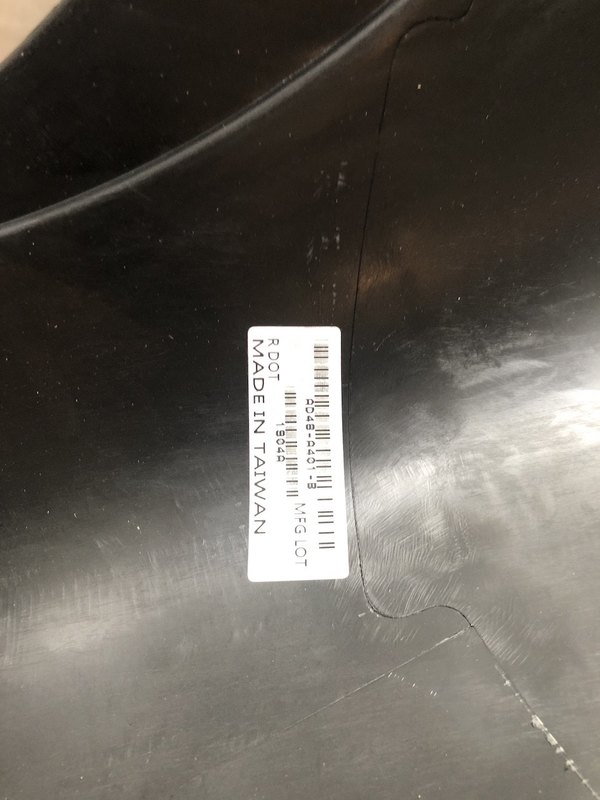 AD48-A401-B
MFG LOT
1904A
R DOT
MADE IN TAIWAN